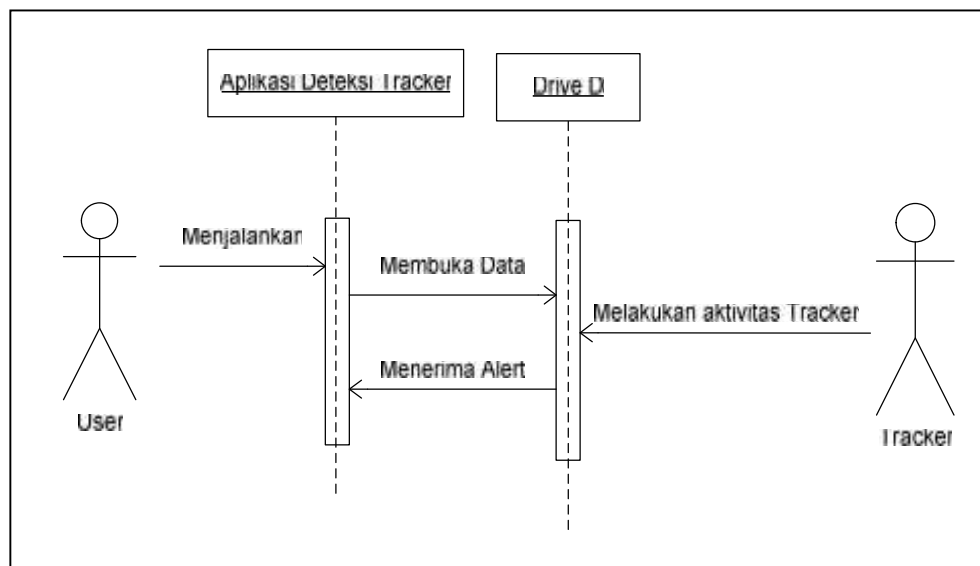 Aplikasi Deteksi Tracker
Drive D
Menjalankan
Membuka Data
Melakukan aktivitas Tracker
Menerima Alert
User
Tracker